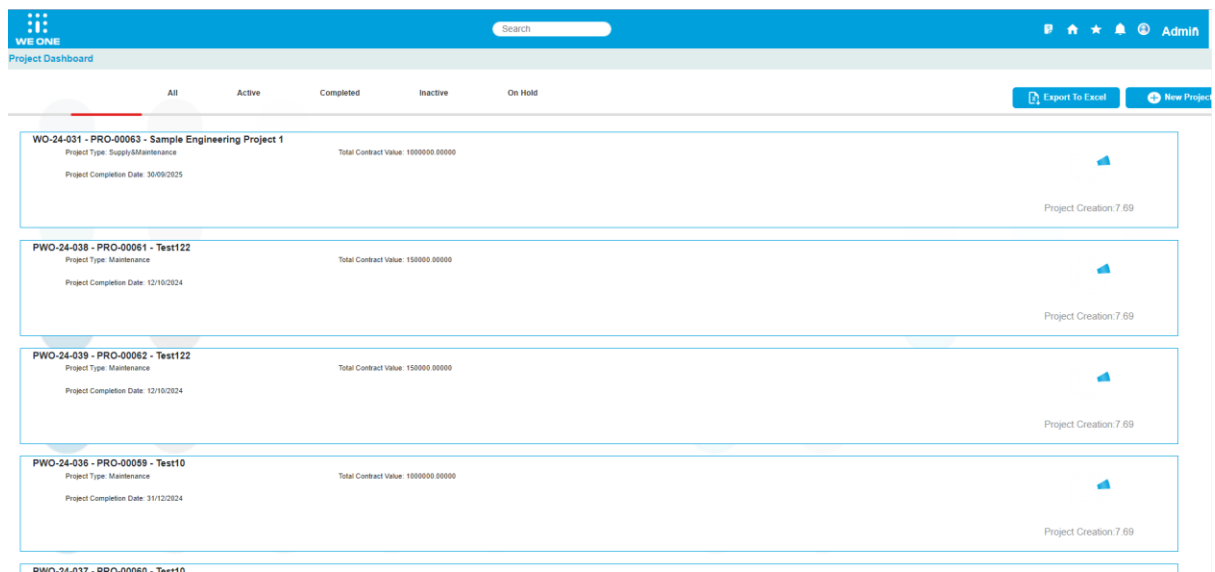 WE ONE
Search
Admin
Project Dashboard
All Active Completed Inactive On Hold
Export To Excel
New Project
WO-24-031 - PRO-00063 - Sample Engineering Project 1
Project Type: Supply&Maintenance Total Contract Value: 1000000.00000
Project Completion Date: 30/09/2025
Project Creation:7.69
PWO-24-038 - PRO-00061 - Test122
Project Type: Maintenance Total Contract Value: 150000.00000
Project Completion Date: 12/10/2024
Project Creation:7.69
PWO-24-039 - PRO-00062 - Test122
Project Type: Maintenance Total Contract Value: 150000.00000
Project Completion Date: 12/10/2024
Project Creation:7.69
PWO-24-036 - PRO-00059 - Test10
Project Type: Maintenance Total Contract Value: 1000000.00000
Project Completion Date: 31/12/2024
Project Creation:7.69
PWO-24-037 - PRO-00060 - Test10